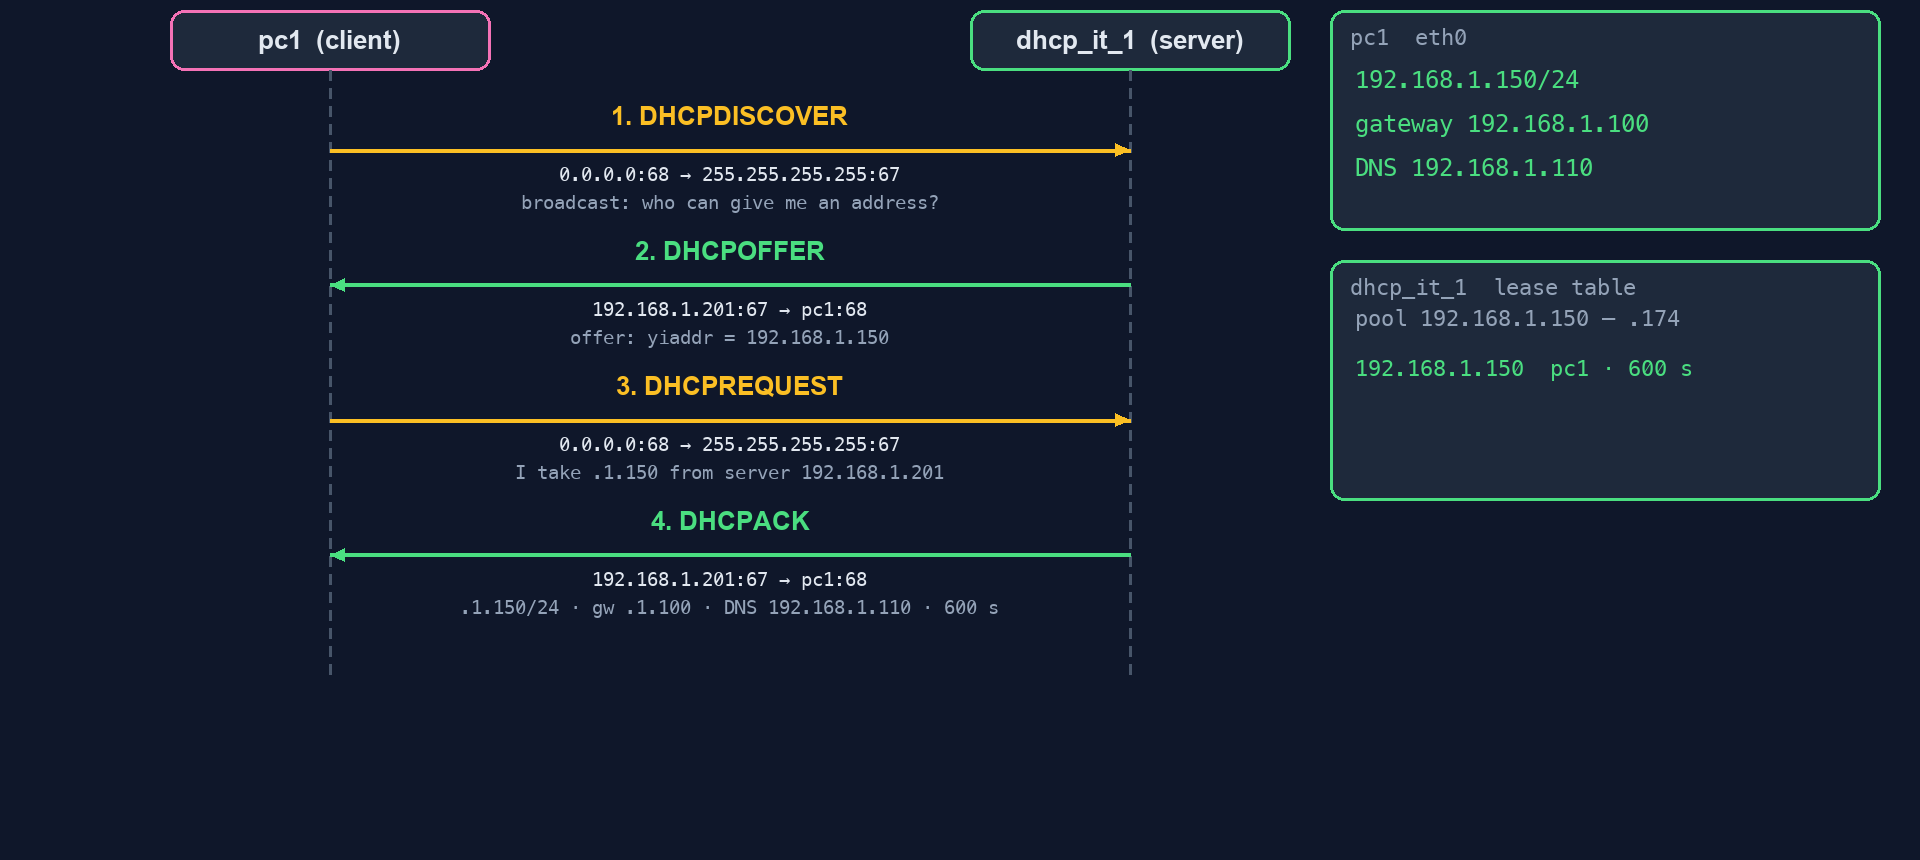 pc1  (client)
dhcp_it_1  (server)
1. DHCPDISCOVER
0.0.0.0:68 → 255.255.255.255:67
broadcast: who can give me an address?
2. DHCPOFFER
192.168.1.201:67 → pc1:68
offer: yiaddr = 192.168.1.150
3. DHCPREQUEST
0.0.0.0:68 → 255.255.255.255:67
I take .1.150 from server 192.168.1.201
4. DHCPACK
192.168.1.201:67 → pc1:68
.1.150/24 · gw .1.100 · DNS 192.168.1.110 · 600 s
pc1  eth0
192.168.1.150/24
gateway 192.168.1.100
DNS 192.168.1.110
dhcp_it_1  lease table
pool 192.168.1.150 — .174
192.168.1.150  pc1 · 600 s